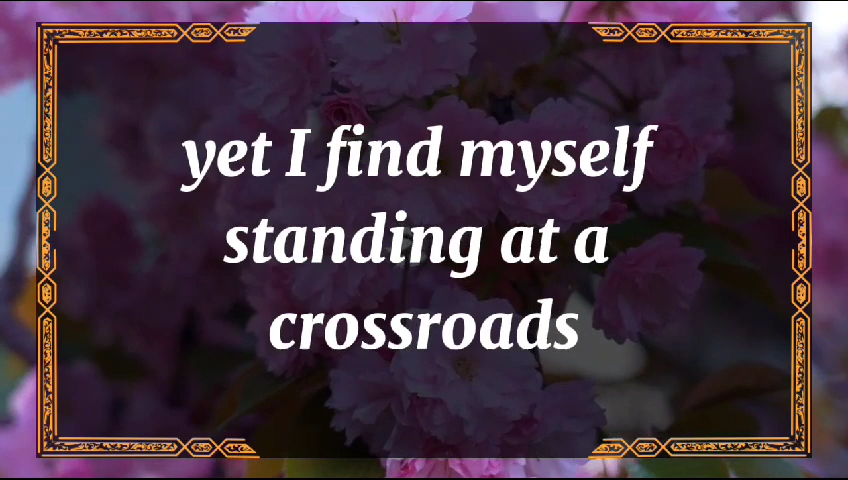 yet I find myself
standing at a
crossroads